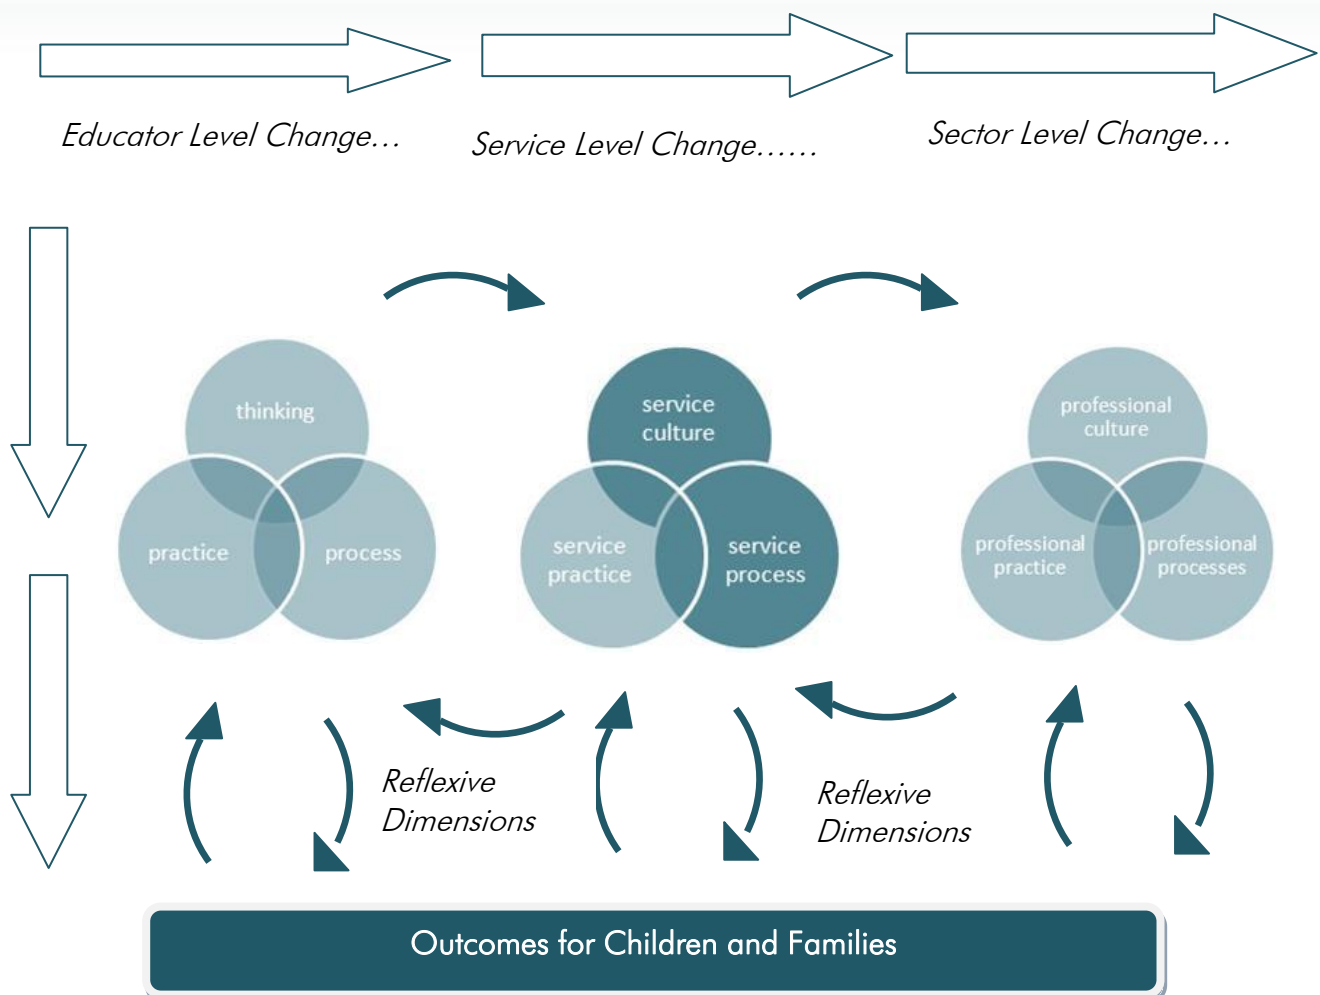 Educator Level Change...
Service Level Change......
Sector Level Change...
thinking
practice
process
service
culture
service
practice
service
process
professional
culture
professional
practice
professional
processes
Reflexive
Dimensions
Reflexive
Dimensions
Outcomes for Children and Families